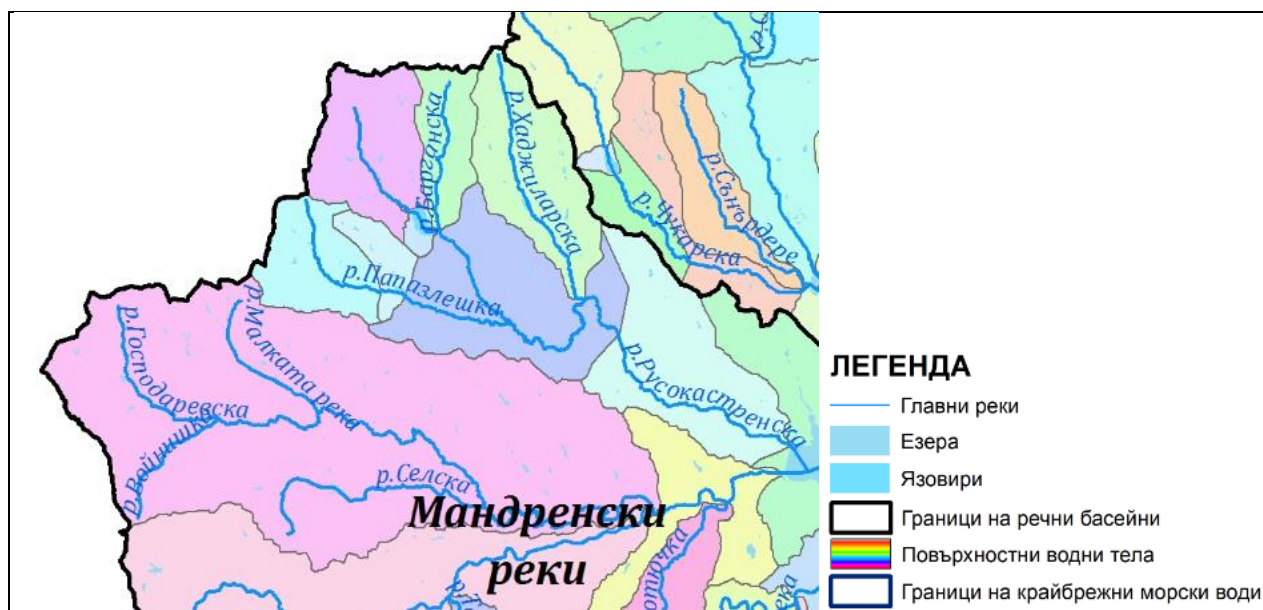 р.Барганска
р.Хаджиларска
р.Чукарска
р.Сънърдере
р.Папазлешка
р.Господаревска
р.Малката река
р.Русокастренска
р.Войнишка
р.Селска
Мандренски
реки
ЛЕГЕНДА
Главни реки
Езера
Язовири
Граници на речни басейни
Повърхностни водни тела
Граници на крайбрежни морски води